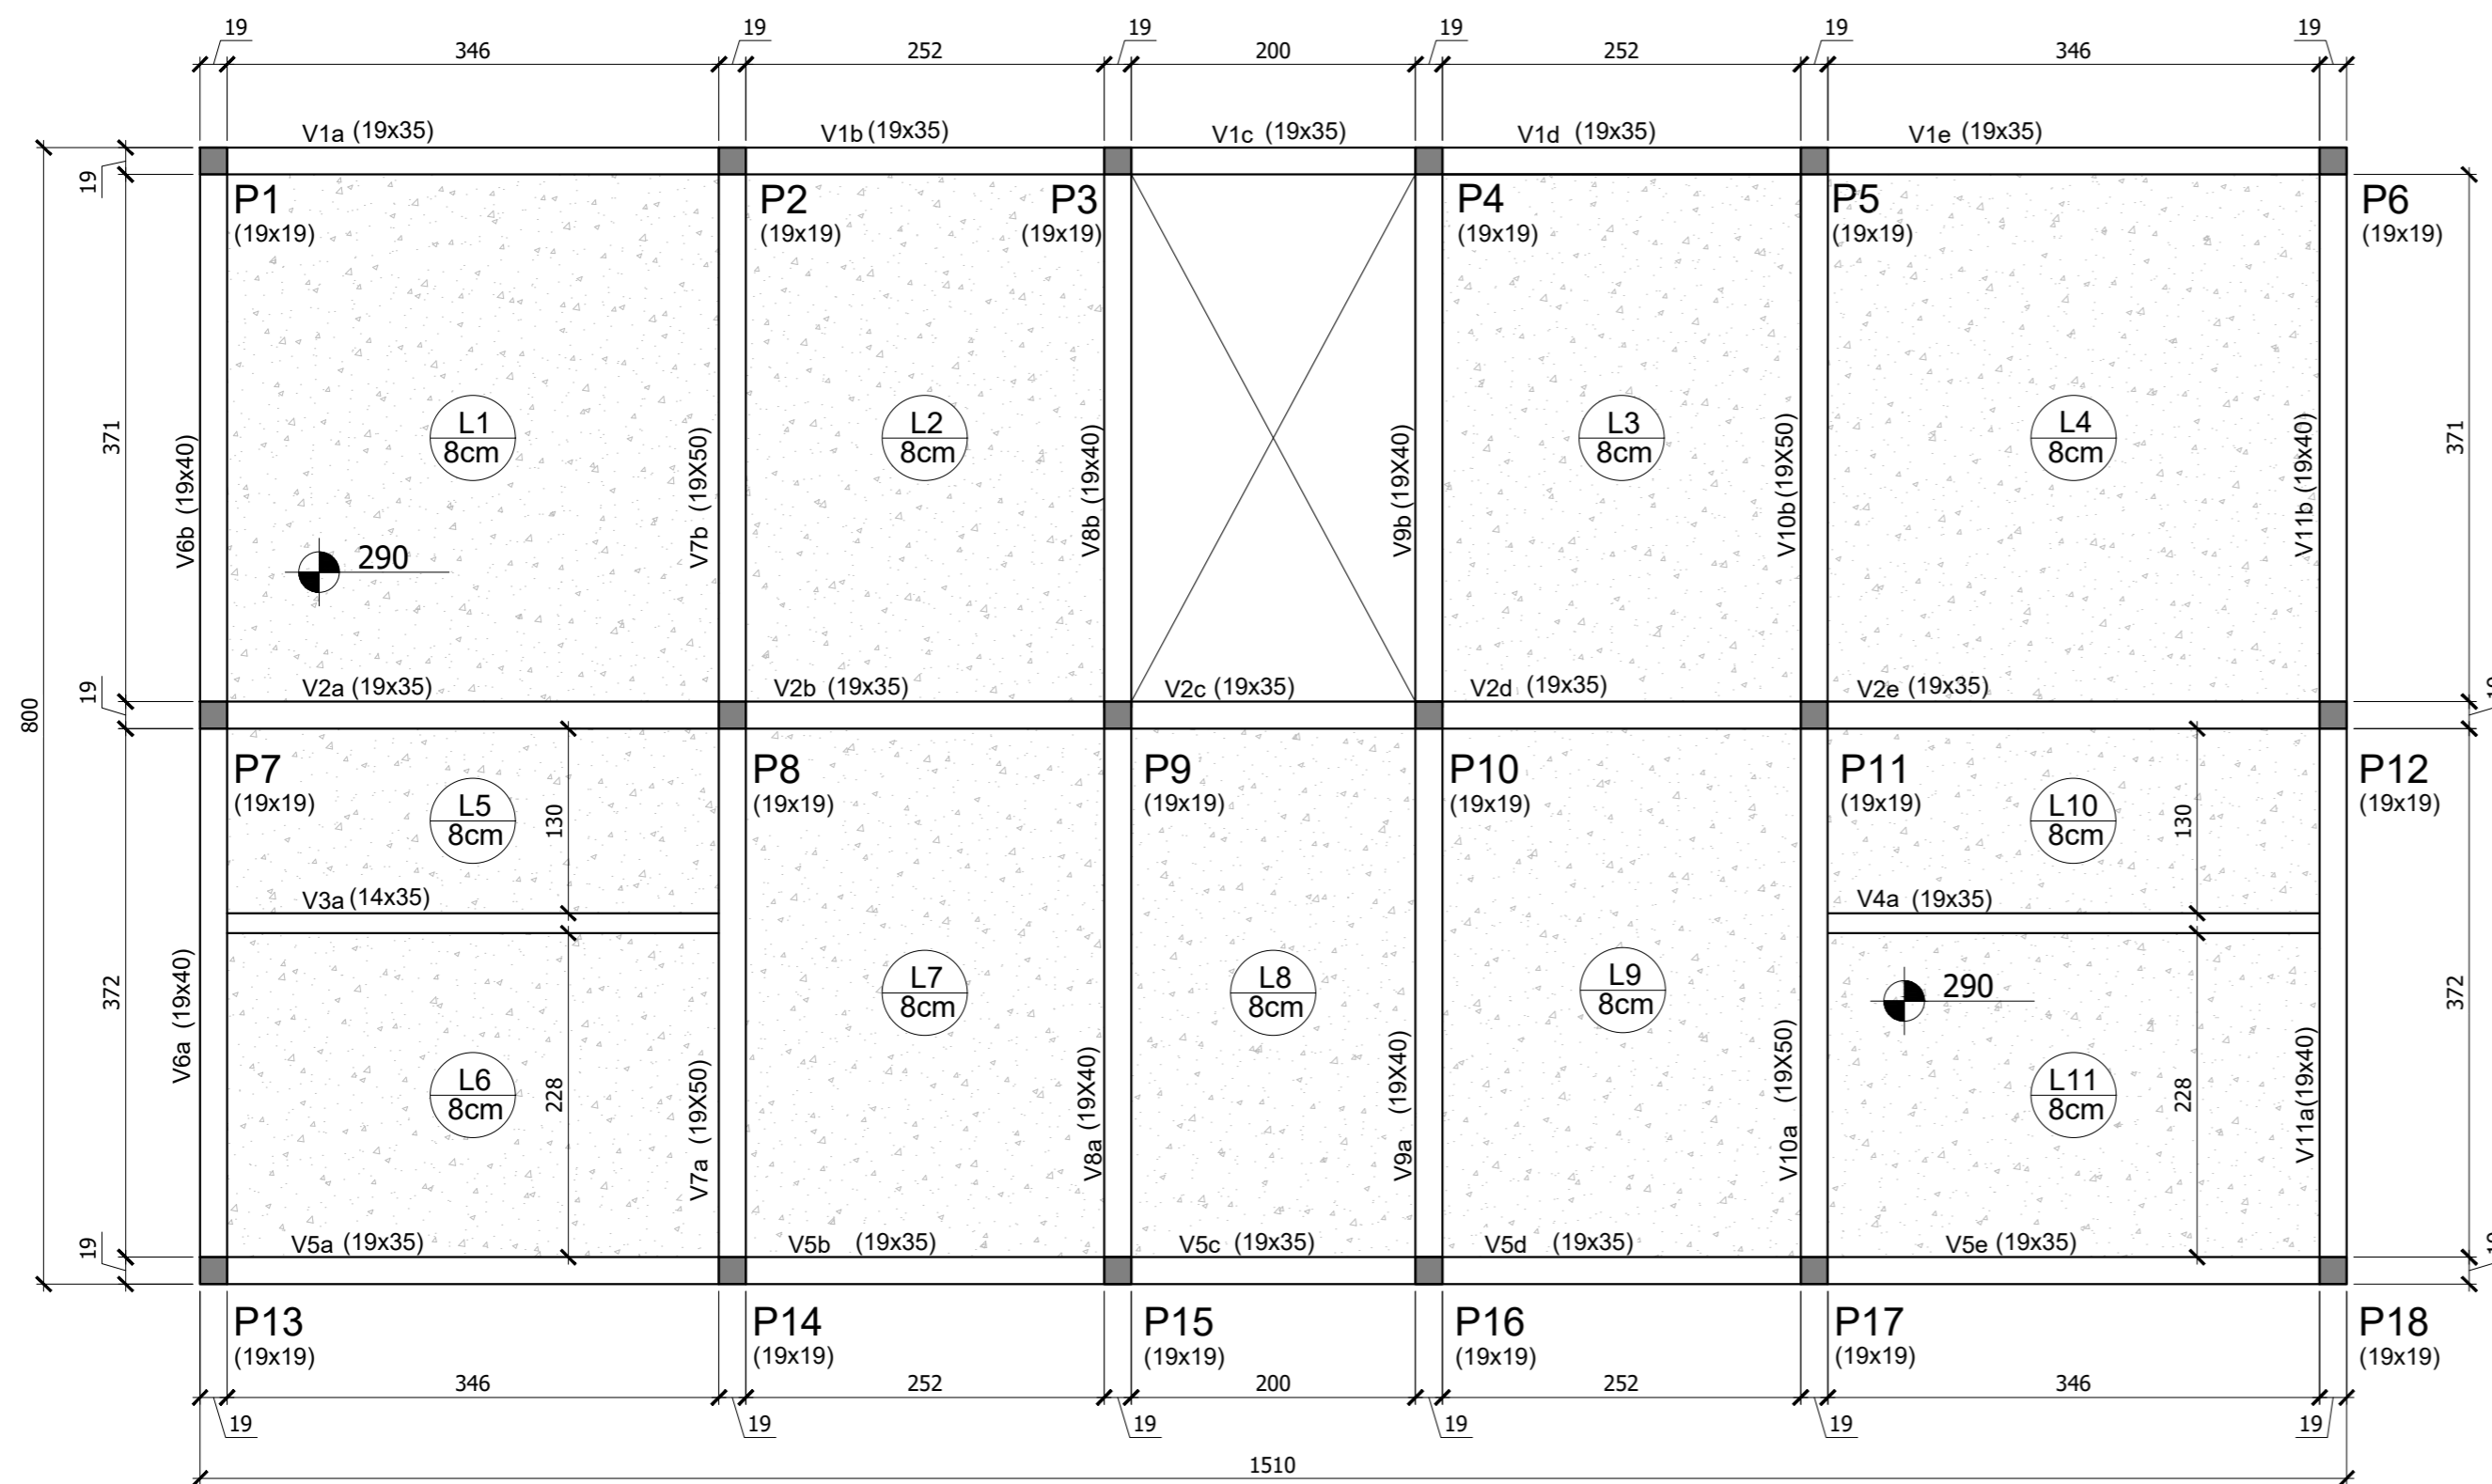 19 19 19 19 19 19
346 252 200 252 346
V1a (19x35) V1b (19x35) V1c (19x35) V1d (19x35) V1e (19x35)
19
P1 P2 P3 P4 P5 P6
(19x19) (19x19) (19x19) (19x19) (19x19) (19x19)
L1 L2 L3 L4
8cm 8cm 8cm 8cm
371
V6b (19x40)
V7b (19X50)
V8b (19x40)
V9b (19X40)
V10b (19X50)
V11b (19x40)
371
290
V2a (19x35) V2b (19x35) V2c (19x35) V2d (19x35) V2e (19x35)
19
800
P7 P8 P9 P10 P11 P12
(19x19) (19x19) (19x19) (19x19) (19x19) (19x19)
L5 L10
8cm 8cm
130
130
V3a (14x35) V4a (19x35)
372
V6a (19x40)
L7 L8 L9
8cm 8cm 8cm
290
372
L6 L11
8cm 8cm
228
228
V7a (19X50)
V8a (19X40)
V9a (19X40)
V10a (19X50)
V11a (19x40)
V5a (19x35) V5b (19x35) V5c (19x35) V5d (19x35) V5e (19x35)
19
P13 P14 P15 P16 P17 P18
(19x19) (19x19) (19x19) (19x19) (19x19) (19x19)
346 252 200 252 346
19 19 19 19 19 19
1510